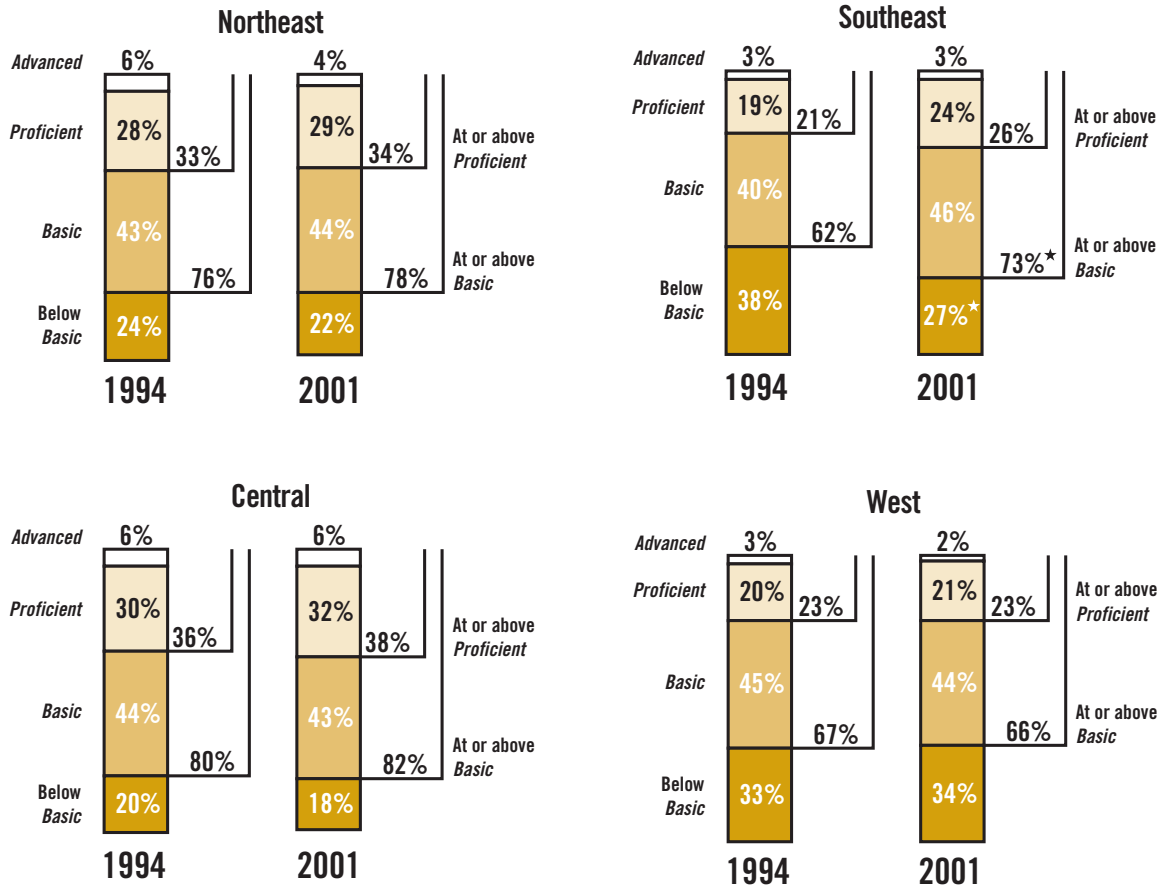 Northeast
Advanced 6% 4%
Proficient 28% 29%
33% 34%
At or above
Proficient
Basic 43% 44%
76% 78%
At or above
Basic
Below
Basic
24% 22%
1994 2001
Southeast
Advanced 3% 3%
Proficient 19% 24%
21% 26%
At or above
Proficient
Basic 40% 46%
62% 73%★
At or above
Basic
Below
Basic
38% 27%★
1994 2001
Central
Advanced 6% 6%
Proficient 30% 32%
36% 38%
At or above
Proficient
Basic 44% 43%
80% 82%
At or above
Basic
Below
Basic
20% 18%
1994 2001
West
Advanced 3% 2%
Proficient 20% 21%
23% 23%
At or above
Proficient
Basic 45% 44%
67% 66%
At or above
Basic
Below
Basic
33% 34%
1994 2001